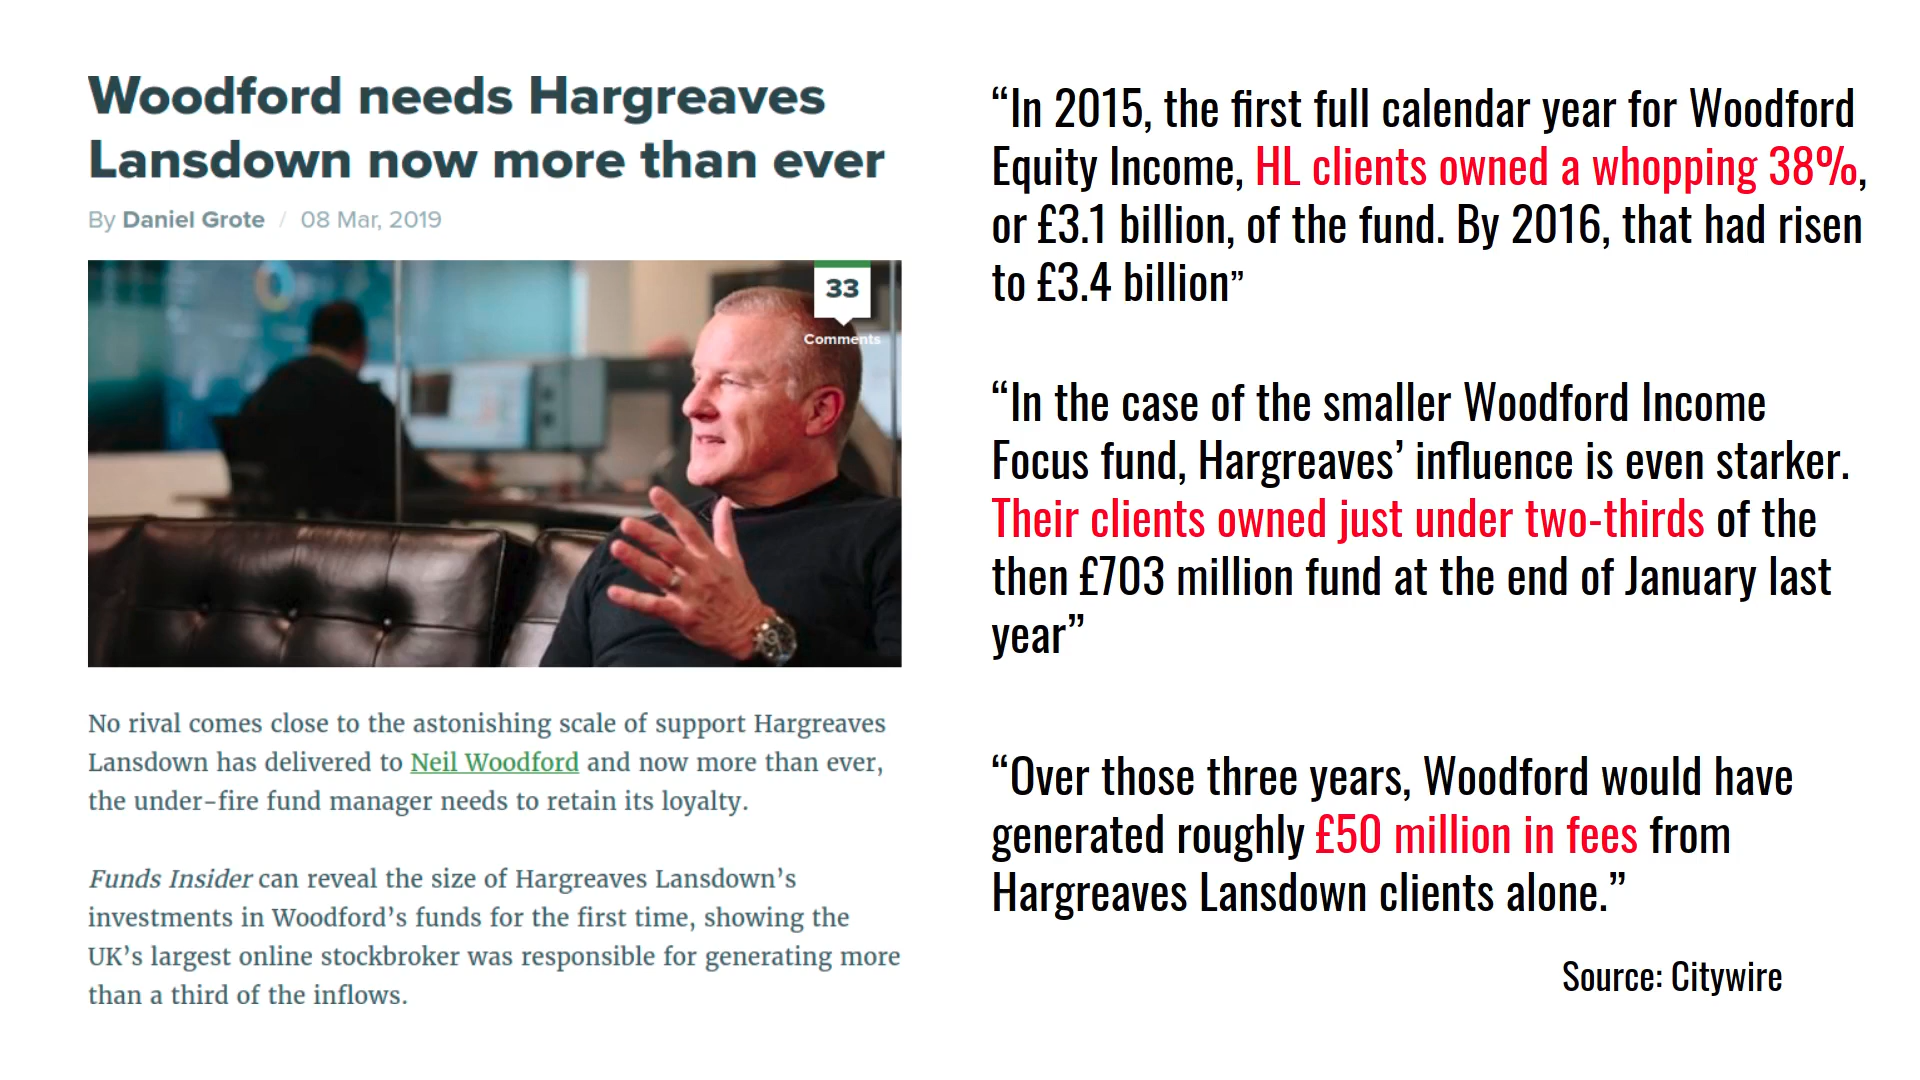 Woodford needs Hargreaves
Lansdown now more than ever
By Daniel Grote / 08 Mar, 2019
33
Comments
No rival comes close to the astonishing scale of support Hargreaves
Lansdown has delivered to Neil Woodford and now more than ever,
the under-fire fund manager needs to retain its loyalty.
Funds Insider can reveal the size of Hargreaves Lansdown’s
investments in Woodford’s funds for the first time, showing the
UK’s largest online stockbroker was responsible for generating more
than a third of the inflows.
“In 2015, the first full calendar year for Woodford
Equity Income, HL clients owned a whopping 38%,
or £3.1 billion, of the fund. By 2016, that had risen
to £3.4 billion”
“In the case of the smaller Woodford Income
Focus fund, Hargreaves’ influence is even starker.
Their clients owned just under two-thirds of the
then £703 million fund at the end of January last
year”
“Over those three years, Woodford would have
generated roughly £50 million in fees from
Hargreaves Lansdown clients alone.”
Source: Citywire